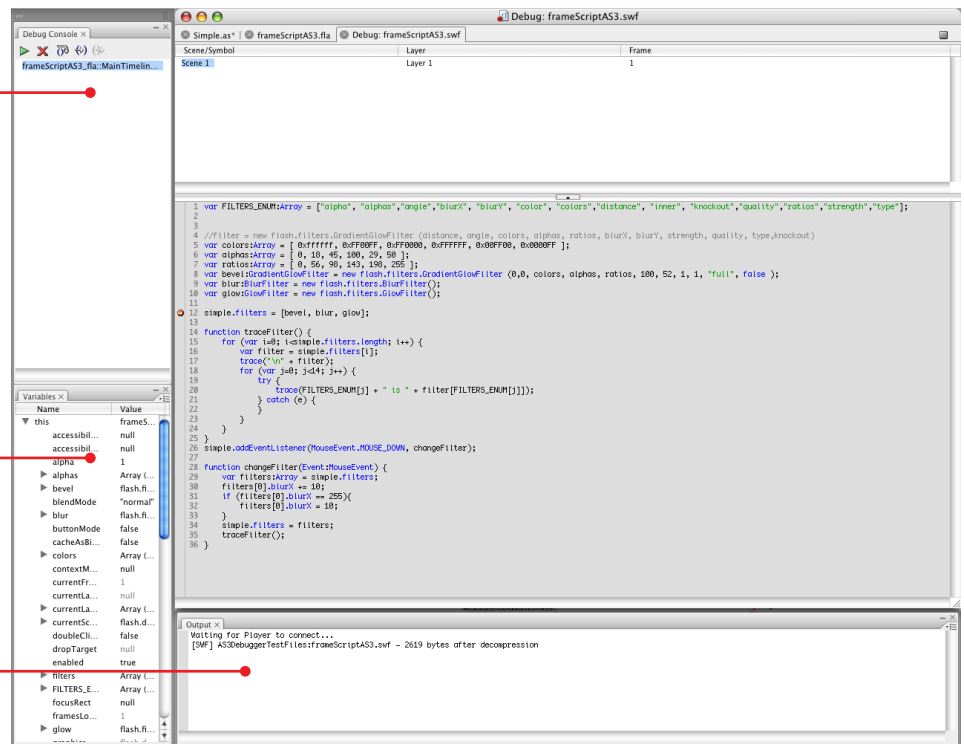 Debug: frameScriptAS3.swf
Debug Console ×
Simple.as* frameScriptAS3.fla Debug: frameScriptAS3.swf
Scene/Symbol Layer Frame
frameScriptAS3_fla::MainTimelin...
Scene 1 Layer 1 1
1 var FILTERS_ENUM:Array = ["alpha", "alphas","angle","blurX", "blurY", "color", "colors","distance", "inner", "knockout","quality","ratios","strength","type"];
2
3
4 //filter = new flash.filters.GradientGlowFilter (distance, angle, colors, alphas, ratios, blurX, blurY, strength, quality, type,knockout)
5 var colors:Array = [ 0xffffff, 0xFF00FF, 0xFF0000, 0xFFFFFF, 0x00FF00, 0x0000FF ];
6 var alphas:Array = [ 0, 18, 45, 100, 29, 50 ];
7 var ratios:Array = [ 0, 56, 98, 143, 198, 255 ];
8 var bevel:GradientGlowFilter = new flash.filters.GradientGlowFilter (0,0, colors, alphas, ratios, 100, 52, 1, 1, "full", false );
9 var blur:BlurFilter = new flash.filters.BlurFilter();
10 var glow:GlowFilter = new flash.filters.GlowFilter();
11
12 simple.filters = [bevel, blur, glow];
13
14 function traceFilter() {
15 for (var i=0; i<simple.filters.length; i++) {
16 var filter = simple.filters[i];
17 trace("\n" + filter);
18 for (var j=0; j<14; j++) {
19 try {
20 trace(FILTERS_ENUM[j] + " is " + filter[FILTERS_ENUM[j]]);
21 } catch (e) {
22 }
23 }
24 }
25 }
26 simple.addEventListener(MouseEvent.MOUSE_DOWN, changeFilter);
27
28 function changeFilter(Event:MouseEvent) {
29 var filters:Array = simple.filters;
30 filters[0].blurX += 10;
31 if (filters[0].blurX == 255){
32 filters[0].blurX = 10;
33 }
34 simple.filters = filters;
35 traceFilter();
36 }
Variables ×
Name Value
this frameS...
accessibil... null
accessibil... null
alpha 1
alphas Array (...
bevel flash.fi...
blendMode "normal"
blur flash.fi...
buttonMode false
cacheAsBi... false
colors Array (...
contextM... null
currentFr... 1
currentLa... null
currentLa... Array (...
currentSc... flash.d...
doubleCli... false
dropTarget null
enabled true
filters Array (...
FILTERS_E... Array (...
focusRect null
framesLo... 1
glow flash.fi...
Output ×
Waiting for Player to connect...
[SWF] AS3DebuggerTestFiles:frameScriptAS3.swf - 2619 bytes after decompression